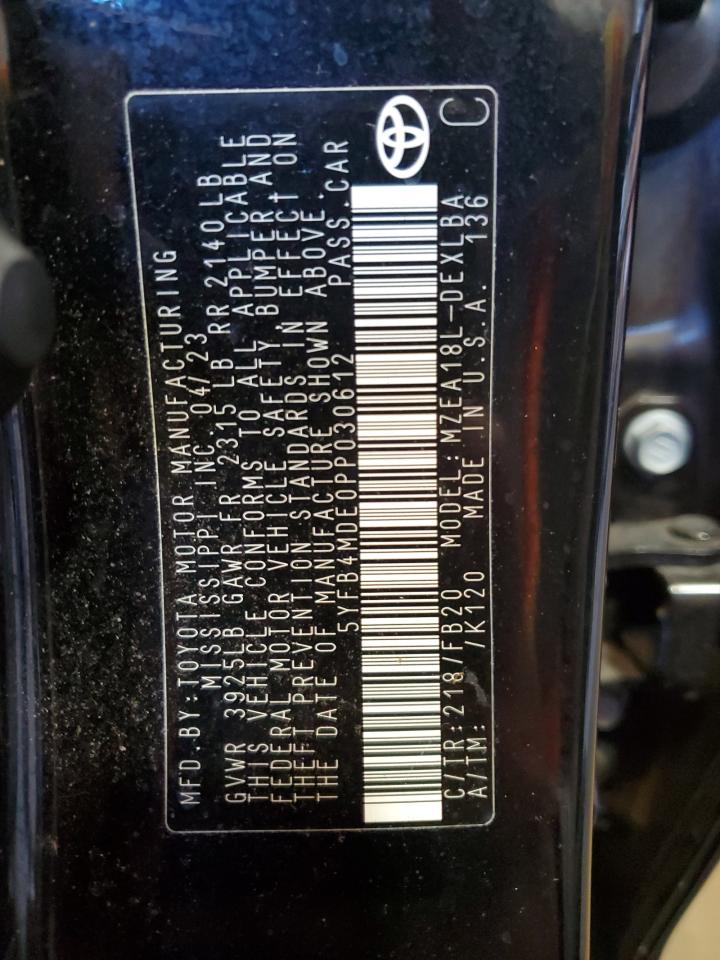 MFD.BY:TOYOTA MOTOR MANUFACTURING
MISSISSIPPI INC. 04/23
GVWR 3925LB GAWR FR 2315 LB RR 2140 LB
THIS VEHICLE CONFORMS TO ALL APPLICABLE
FEDERAL MOTOR VEHICLE SAFETY, BUMPER, AND
THEFT PREVENTION STANDARDS IN EFFECT ON
THE DATE OF MANUFACTURE SHOWN ABOVE.
5YFB4MDE0PP030612 PASS.CAR
C/TR:218/FB20 MODEL:MZEA18L-DEXLBA
A/TM: /K120 MADE IN U.S.A. 136
C